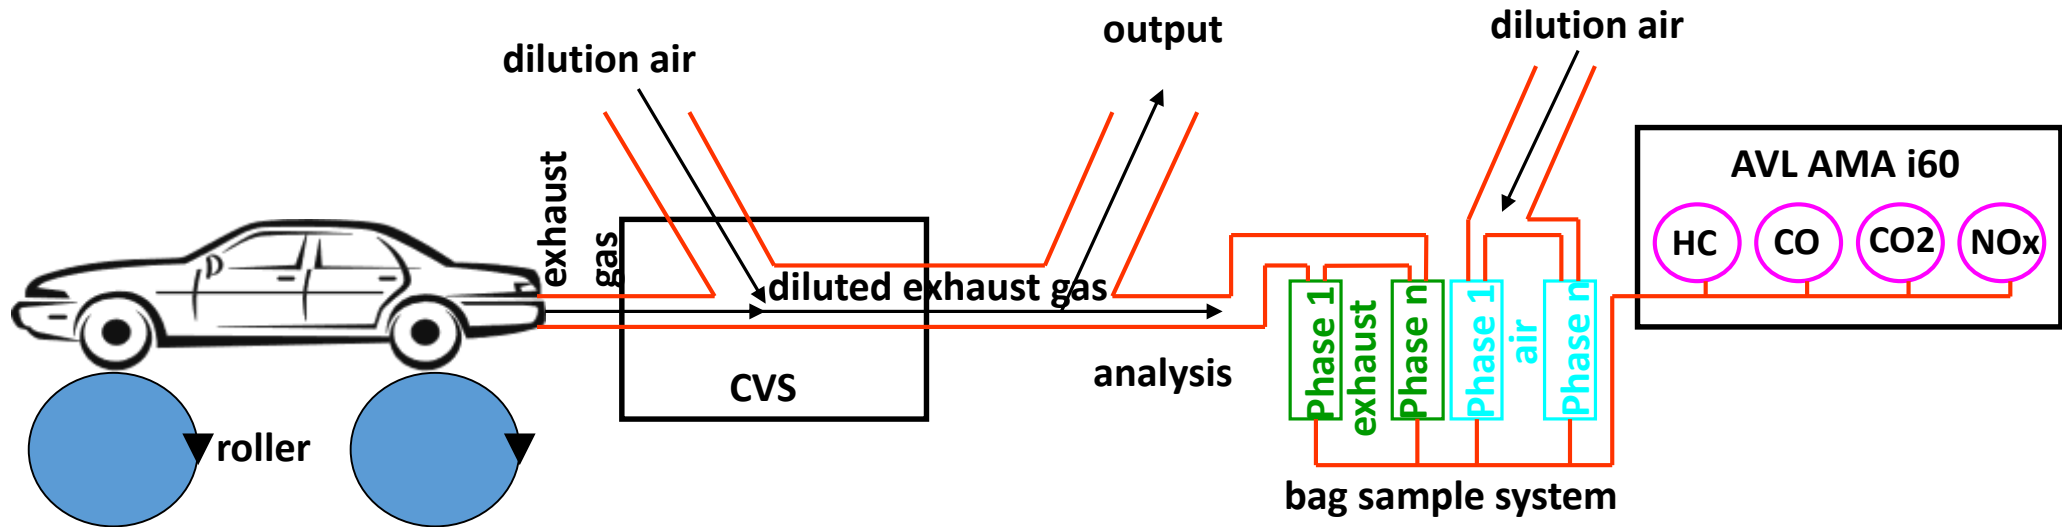 dilution air
output
dilution air
exhaust
gas
AVL AMA i60
HC
CO
CO2
NOx
diluted exhaust gas
Phase 1
exhaust
Phase n
Phase 1
air
Phase n
CVS
analysis
roller
bag sample system